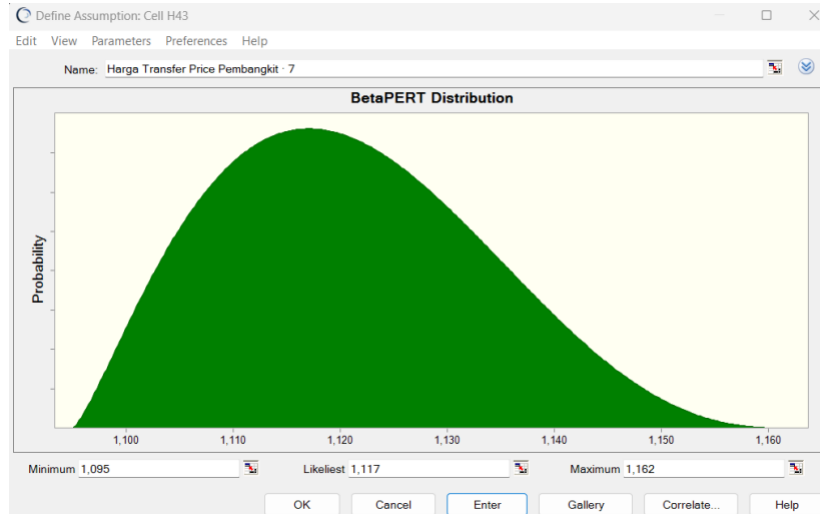 Define Assumption: Cell H43
Edit View Parameters Preferences Help
Name: Harga Transfer Price Pembangkit · 7
BetaPERT Distribution
Probability
1,100 1,110 1,120 1,130 1,140 1,150 1,160
Minimum 1,095 Likeliest 1,117 Maximum 1,162
OK Cancel Enter Gallery Correlate... Help